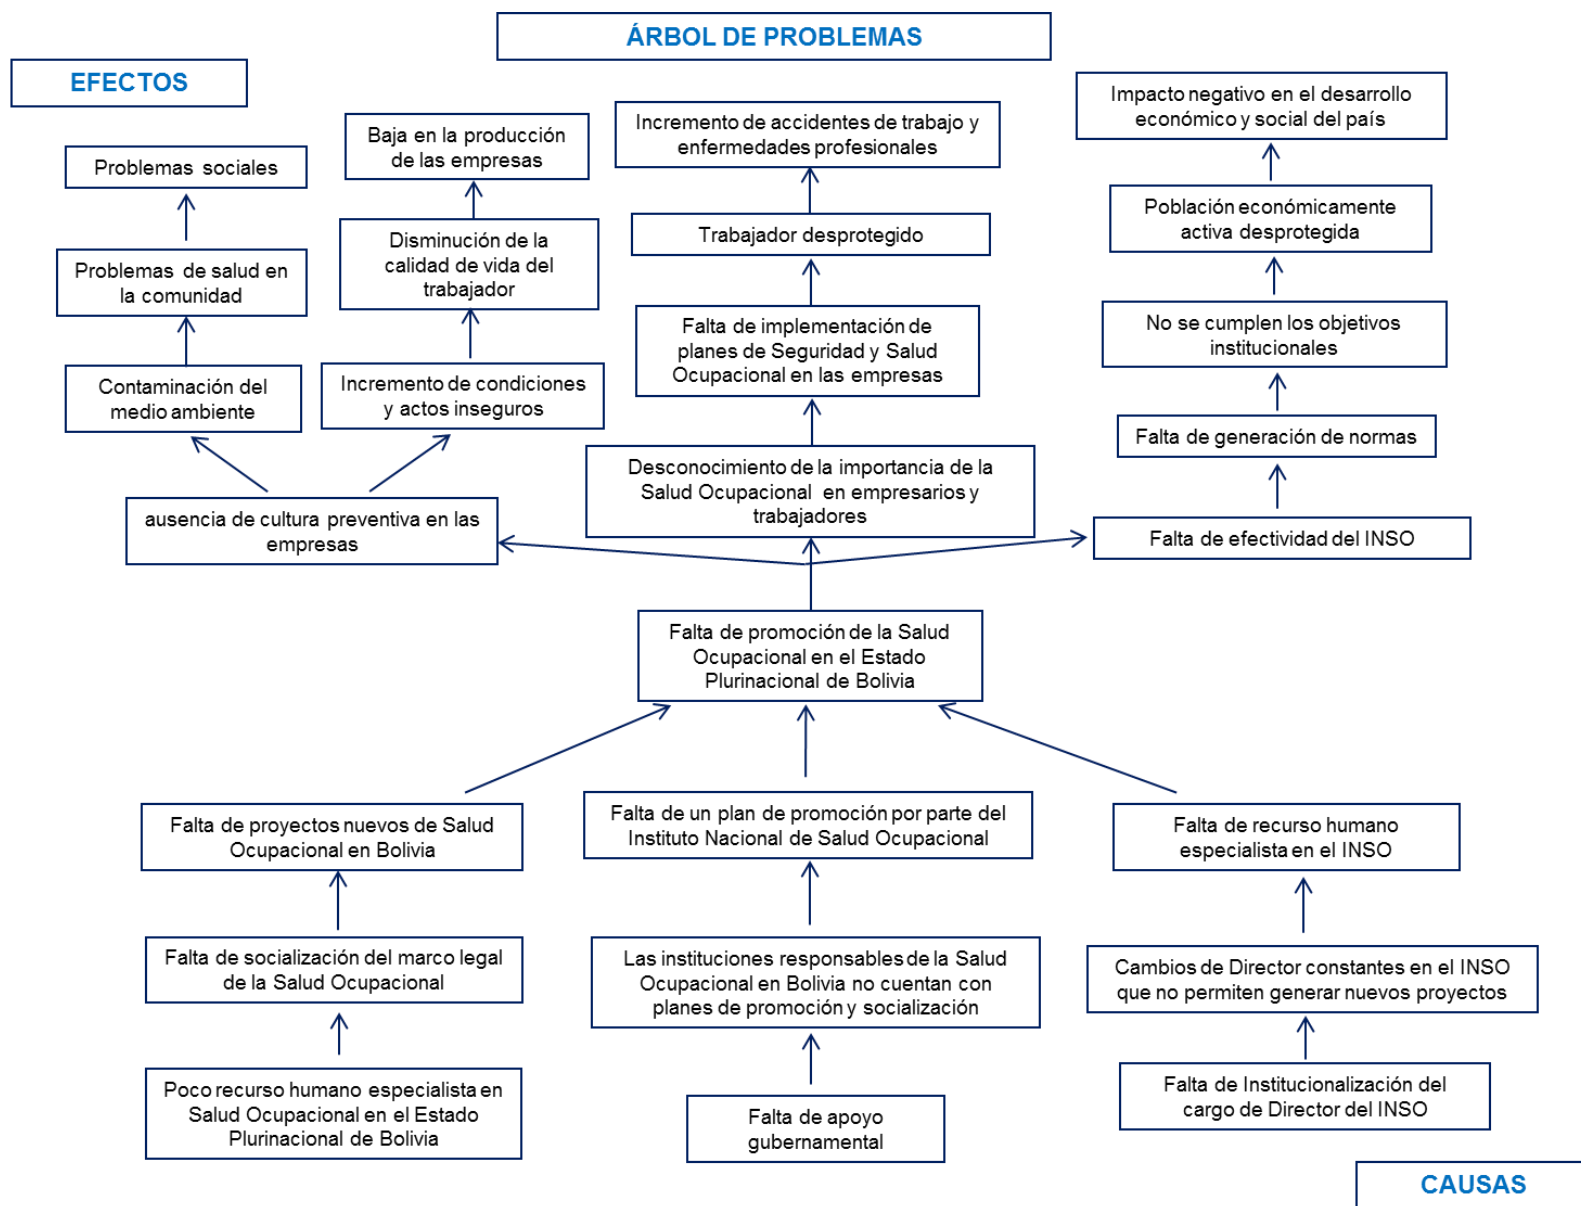 ÁRBOL DE PROBLEMAS
EFECTOS
Problemas sociales
Problemas de salud en
la comunidad
Contaminación del
medio ambiente
Baja en la producción
de las empresas
Disminución de la
calidad de vida del
trabajador
Incremento de condiciones
y actos inseguros
ausencia de cultura preventiva en las
empresas
Incremento de accidentes de trabajo y
enfermedades profesionales
Trabajador desprotegido
Falta de implementación de
planes de Seguridad y Salud
Ocupacional en las empresas
Desconocimiento de la importancia de la
Salud Ocupacional en empresarios y
trabajadores
Impacto negativo en el desarrollo
económico y social del país
Población económicamente
activa desprotegida
No se cumplen los objetivos
institucionales
Falta de generación de normas
Falta de efectividad del INSO
Falta de promoción de la Salud
Ocupacional en el Estado
Plurinacional de Bolivia
Falta de proyectos nuevos de Salud
Ocupacional en Bolivia
Falta de socialización del marco legal
de la Salud Ocupacional
Poco recurso humano especialista en
Salud Ocupacional en el Estado
Plurinacional de Bolivia
Falta de un plan de promoción por parte del
Instituto Nacional de Salud Ocupacional
Las instituciones responsables de la Salud
Ocupacional en Bolivia no cuentan con
planes de promoción y socialización
Falta de apoyo
gubernamental
Falta de recurso humano
especialista en el INSO
Cambios de Director constantes en el INSO
que no permiten generar nuevos proyectos
Falta de Institucionalización del
cargo de Director del INSO
CAUSAS